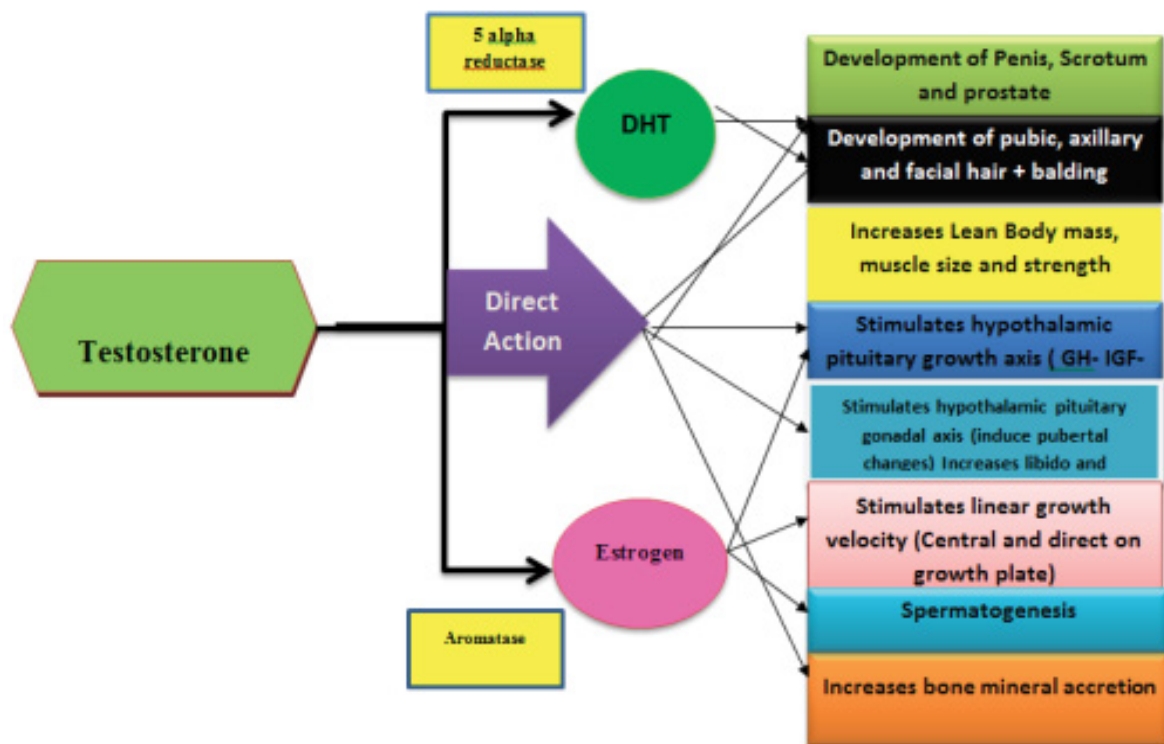 5 alpha
reductase
DHT
Direct
Action
Testosterone
Estrogen
Aromatase
Development of Penis, Scrotum
and prostate
Development of pubic, axillary
and facial hair + balding
Increases Lean Body mass,
muscle size and strength
Stimulates hypothalamic
pituitary growth axis ( GH- IGF-
Stimulates hypothalamic pituitary
gonadal axis (induce pubertal
changes) Increases libido and
Stimulates linear growth
velocity (Central and direct on
growth plate)
Spermatogenesis
Increases bone mineral accretion